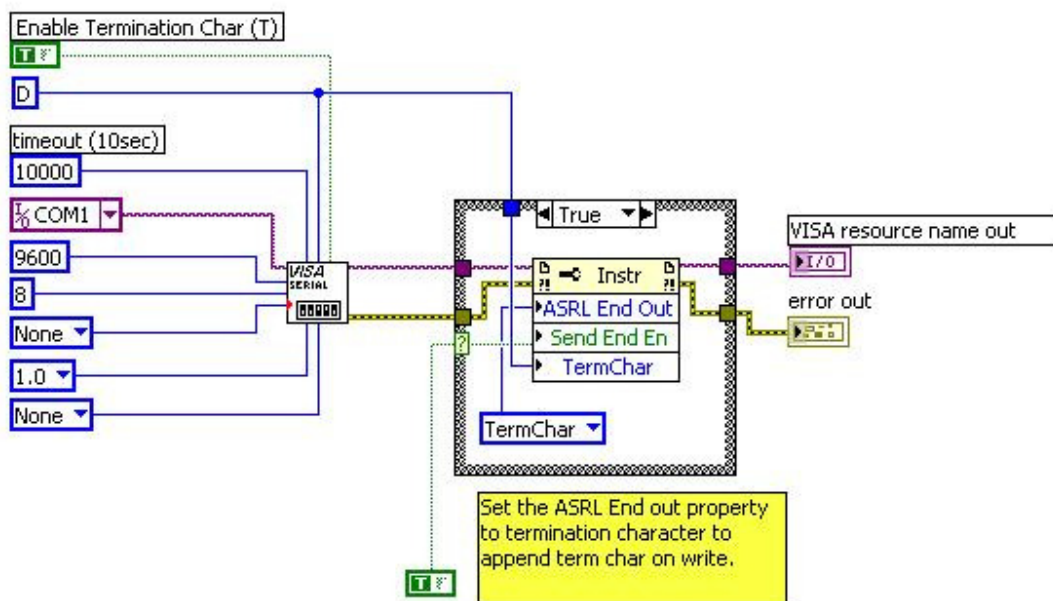 Enable Termination Char (T)
T
D
timeout (10sec)
10000
I/O COM1
9600
8
None
1.0
None
VISA
SERIAL
True
?! Instr ?!
ASRL End Out
Send End En
TermChar
?
TermChar
VISA resource name out
I/O
error out
Set the ASRL End out property
to termination character to
append term char on write.
T